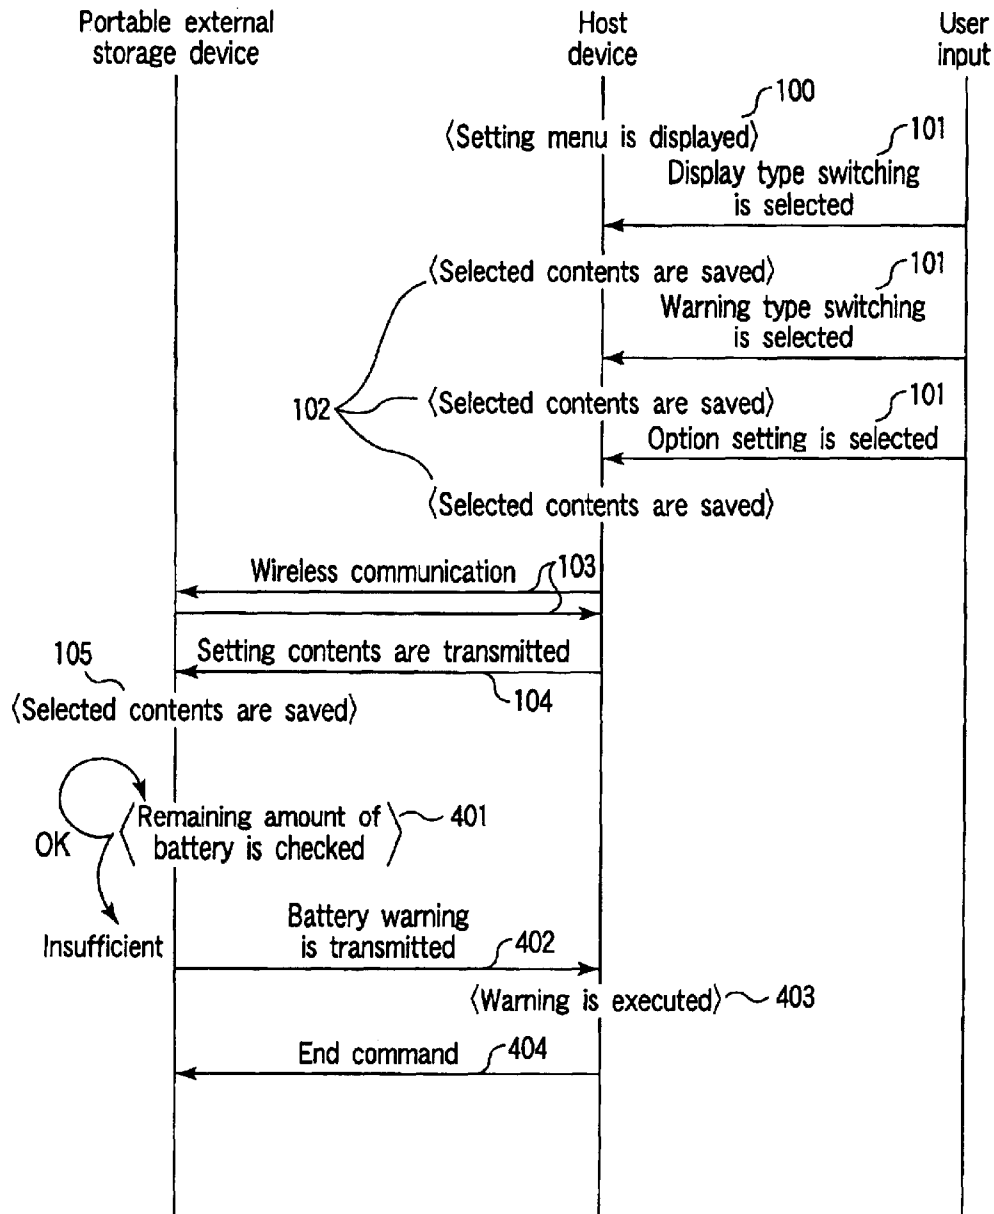 Portable external
storage device
Host
device
User
input
100
〈Setting menu is displayed〉
101
Display type switching
is selected
〈Selected contents are saved〉
101
Warning type switching
is selected
102
〈Selected contents are saved〉
101
Option setting is selected
〈Selected contents are saved〉
Wireless communication
103
105
Setting contents are transmitted
104
〈Selected contents are saved〉
〈Remaining amount of
battery is checked〉
401
OK
Insufficient
Battery warning
is transmitted
402
〈Warning is executed〉
403
End command
404